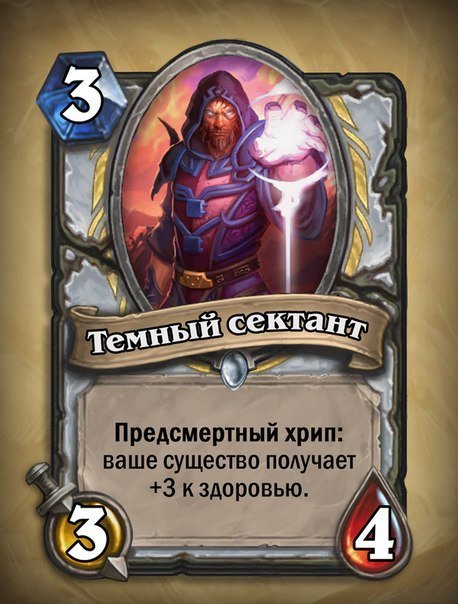 3
Темный сектант
Предсмертный хрип:
ваше существо получает
+3 к здоровью.
3
4